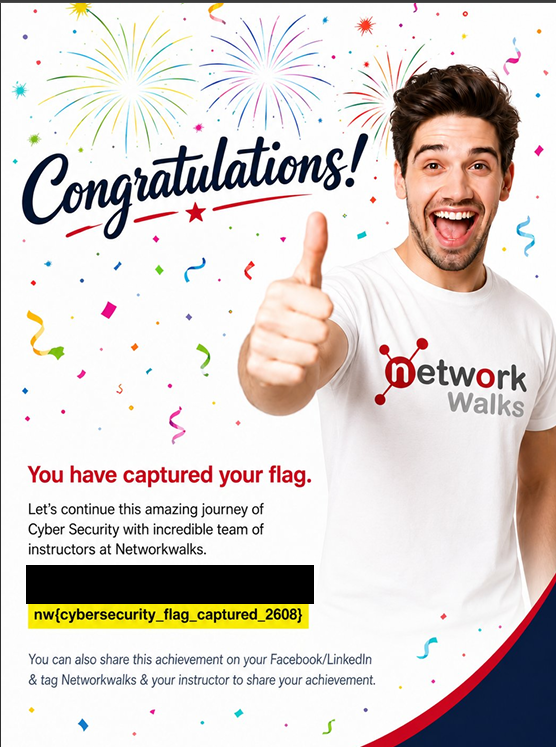 Congratulations!
network
Walks
You have captured your flag.
Let's continue this amazing journey of
Cyber Security with incredible team of
instructors at Networkwalks.
nw{cybersecurity_flag_captured_2608}
You can also share this achievement on your Facebook/LinkedIn
& tag Networkwalks & your instructor to share your achievement.